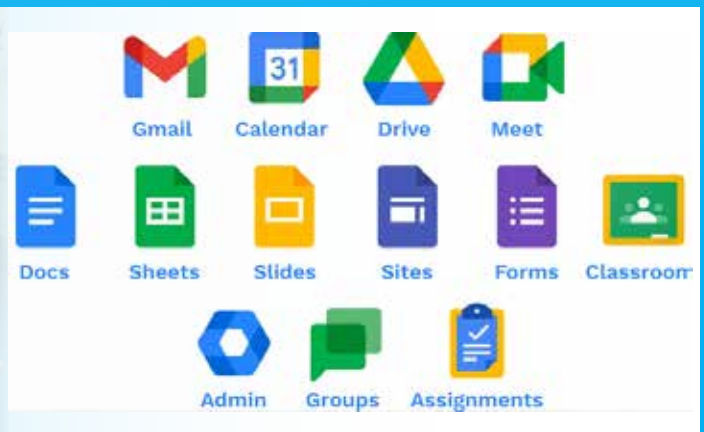 31
Gmail Calendar Drive Meet
Docs Sheets Slides Sites Forms Classroom
Admin Groups Assignments